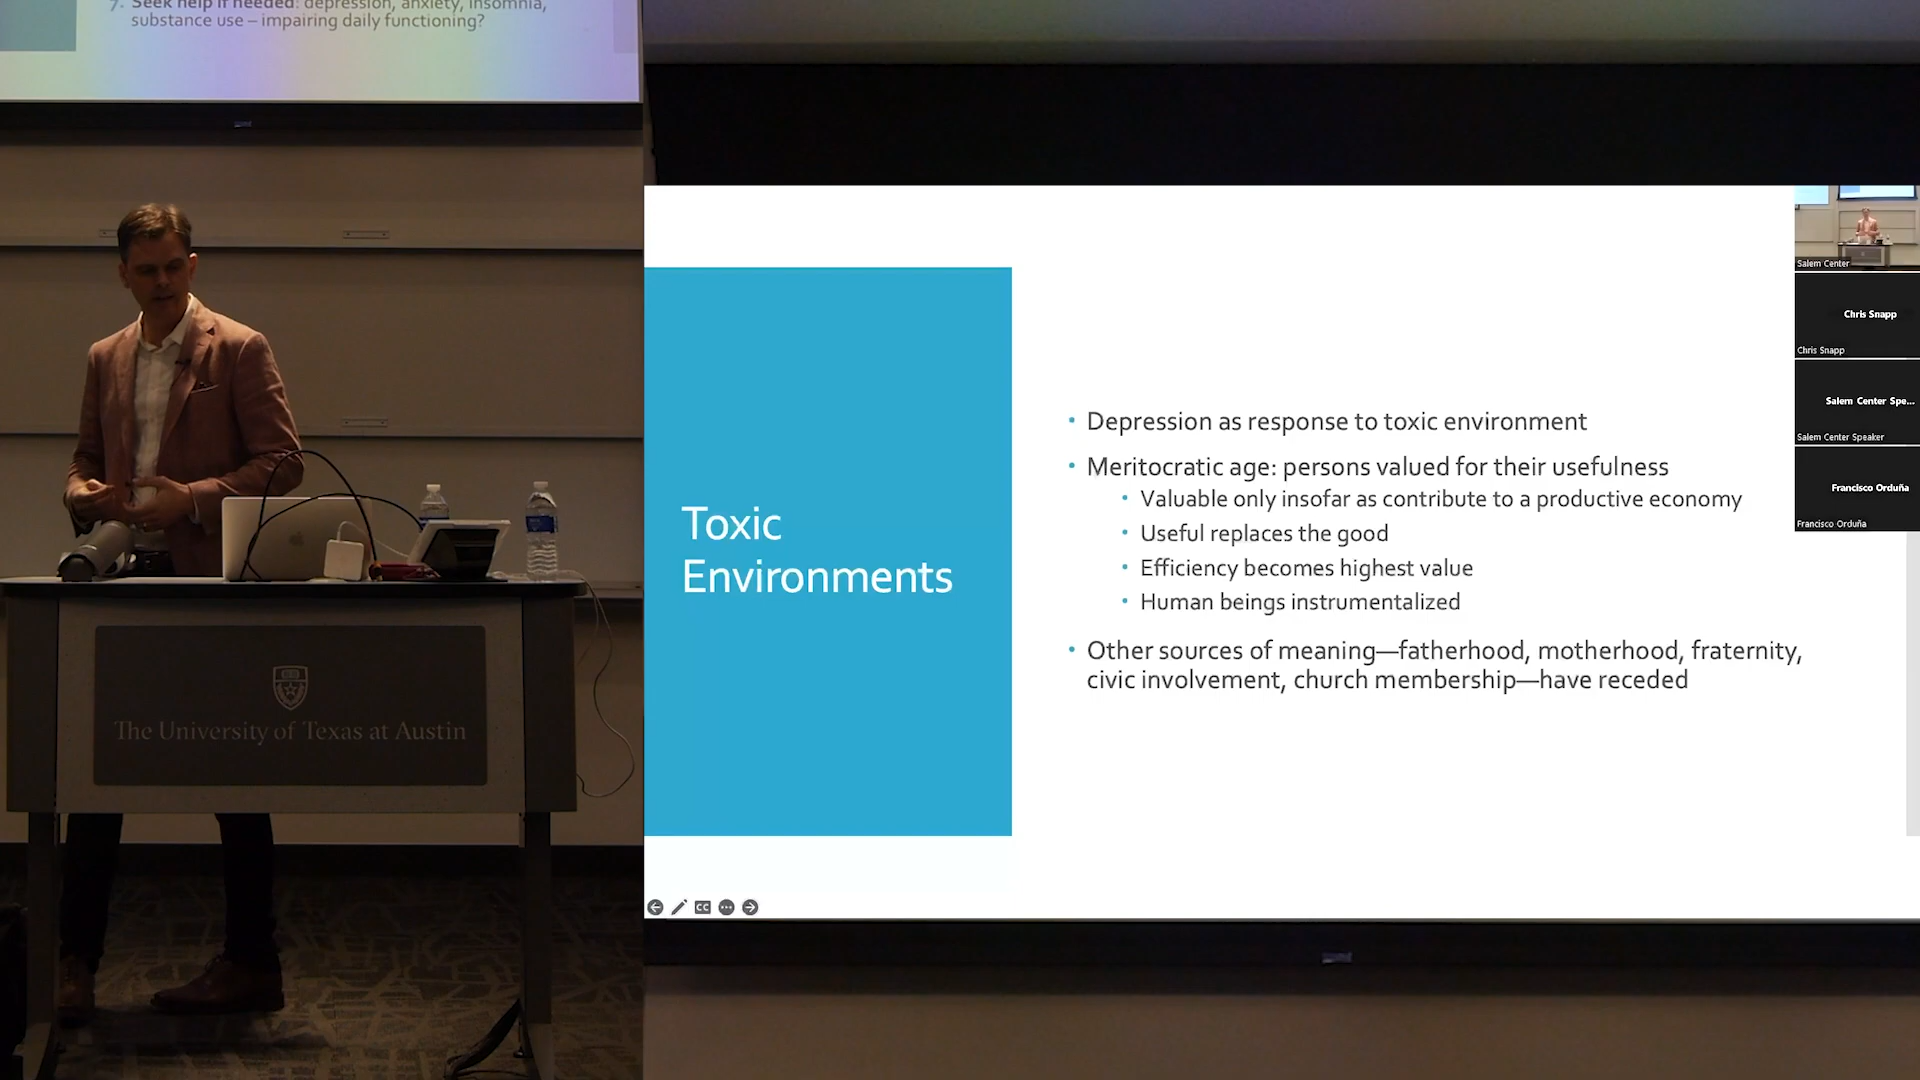 7. Seek help if needed: depression, anxiety, insomnia,
substance use – impairing daily functioning?
The University of Texas at Austin
Toxic
Environments
• Depression as response to toxic environment
• Meritocratic age: persons valued for their usefulness
• Valuable only insofar as contribute to a productive economy
• Useful replaces the good
• Efficiency becomes highest value
• Human beings instrumentalized
• Other sources of meaning—fatherhood, motherhood, fraternity,
civic involvement, church membership—have receded
CC
Salem Center
Chris Snapp
Chris Snapp
Salem Center Spe...
Salem Center Speaker
Francisco Orduña
Francisco Orduña